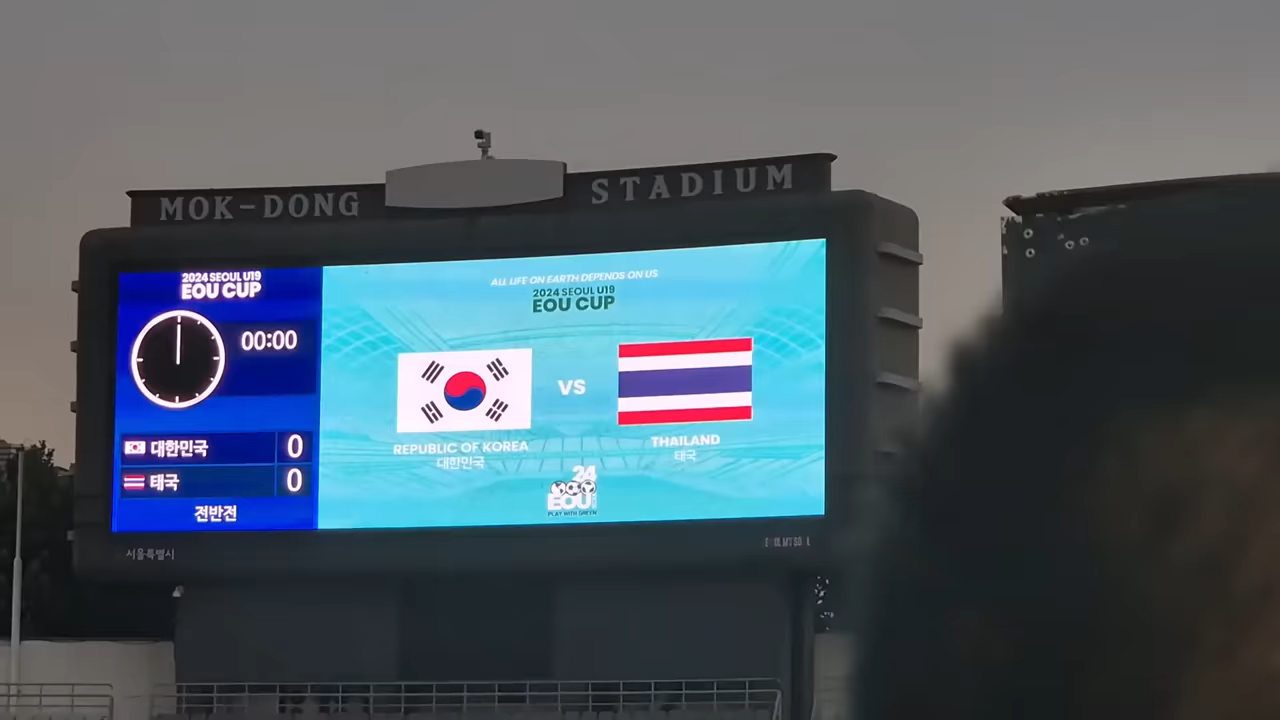 MOK-DONG STADIUM
2024 SEOUL U19
EOU CUP
00:00
대한민국 0
태국 0
전반전
ALL LIFE ON EARTH DEPENDS ON US
2024 SEOUL U19
EOU CUP
VS
REPUBLIC OF KOREA
대한민국
THAILAND
태국
24
EOU
PLAY WITH GREEN
서울특별시